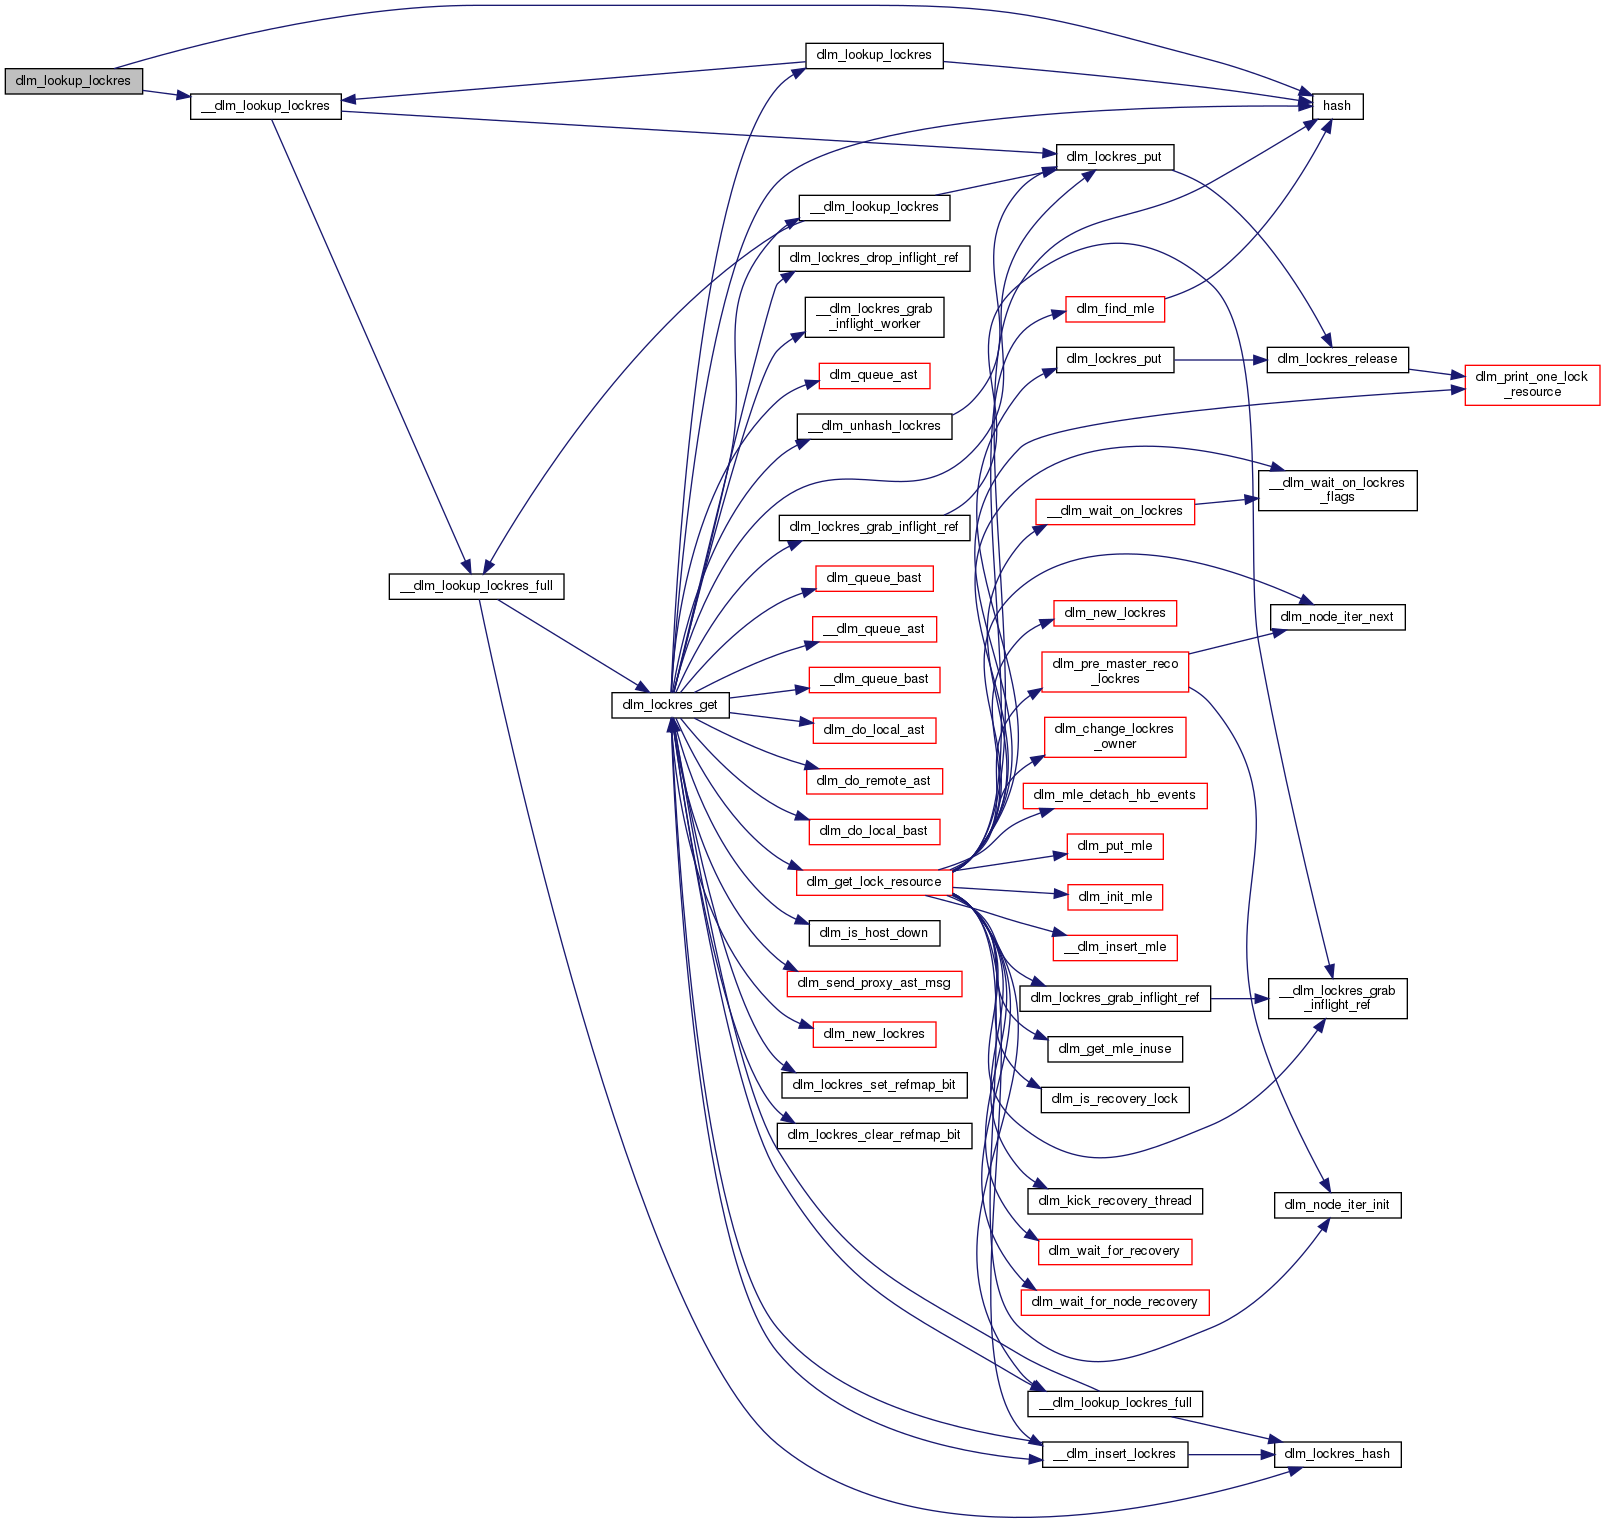 dlm_lookup_lockres
__dlm_lookup_lockres
__dlm_lookup_lockres_full
dlm_lockres_get
dlm_lookup_lockres
__dlm_lookup_lockres
dlm_lockres_drop_inflight_ref
__dlm_lockres_grab
_inflight_worker
dlm_queue_ast
__dlm_unhash_lockres
dlm_lockres_grab_inflight_ref
dlm_queue_bast
__dlm_queue_ast
__dlm_queue_bast
dlm_do_local_ast
dlm_do_remote_ast
dlm_do_local_bast
dlm_get_lock_resource
dlm_is_host_down
dlm_send_proxy_ast_msg
dlm_new_lockres
dlm_lockres_set_refmap_bit
dlm_lockres_clear_refmap_bit
dlm_lockres_put
dlm_find_mle
dlm_lockres_put
__dlm_wait_on_lockres
dlm_new_lockres
dlm_pre_master_reco
_lockres
dlm_change_lockres
_owner
dlm_mle_detach_hb_events
dlm_put_mle
dlm_init_mle
__dlm_insert_mle
dlm_lockres_grab_inflight_ref
dlm_get_mle_inuse
dlm_is_recovery_lock
dlm_kick_recovery_thread
dlm_wait_for_recovery
dlm_wait_for_node_recovery
__dlm_lookup_lockres_full
__dlm_insert_lockres
hash
dlm_lockres_release
__dlm_wait_on_lockres
_flags
dlm_node_iter_next
__dlm_lockres_grab
_inflight_ref
dlm_node_iter_init
dlm_lockres_hash
dlm_print_one_lock
_resource